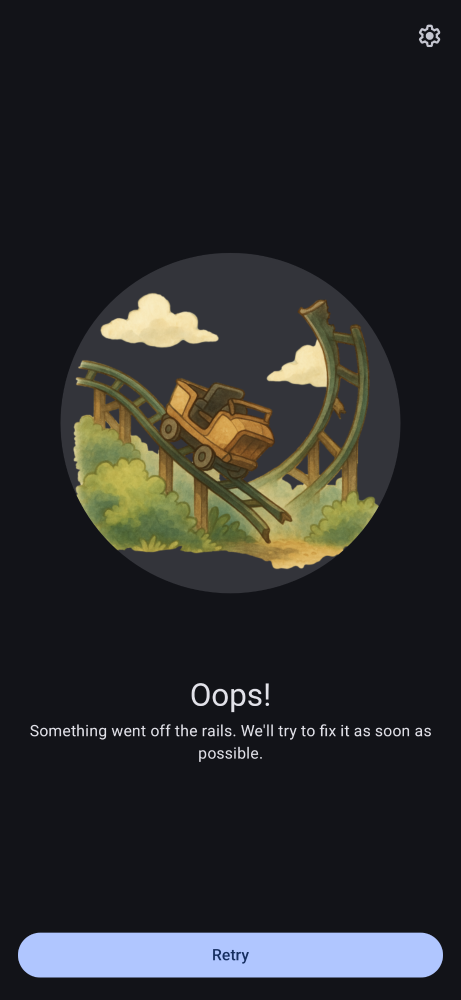 Oops!
Something went off the rails. We'll try to fix it as soon as
possible.
Retry